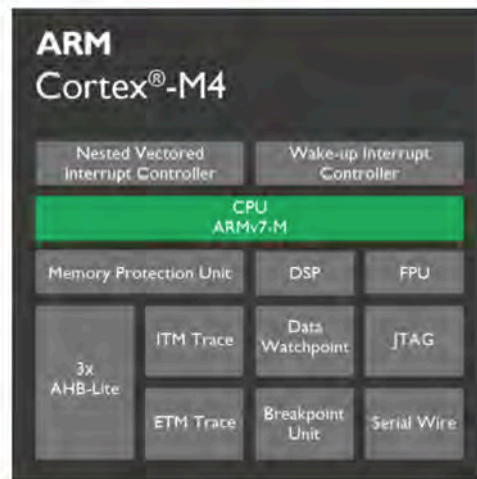 ARM
Cortex®-M4
Nested Vectored
Interrupt Controller
Wake-up Interrupt
Controller
CPU
ARMv7-M
Memory Protection Unit
DSP
FPU
3x
AHB-Lite
ITM Trace
Data
Watchpoint
JTAG
ETM Trace
Breakpoint
Unit
Serial Wire